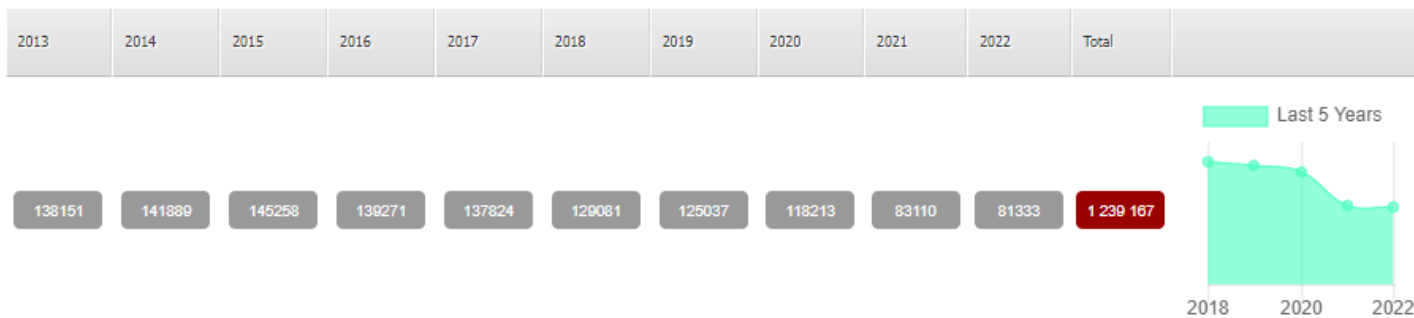 2013 2014 2015 2016 2017 2018 2019 2020 2021 2022 Total
Last 5 Years
138151 141889 145258 139271 137824 129081 125037 118213 83110 81333 1 239 167
2018 2020 2022